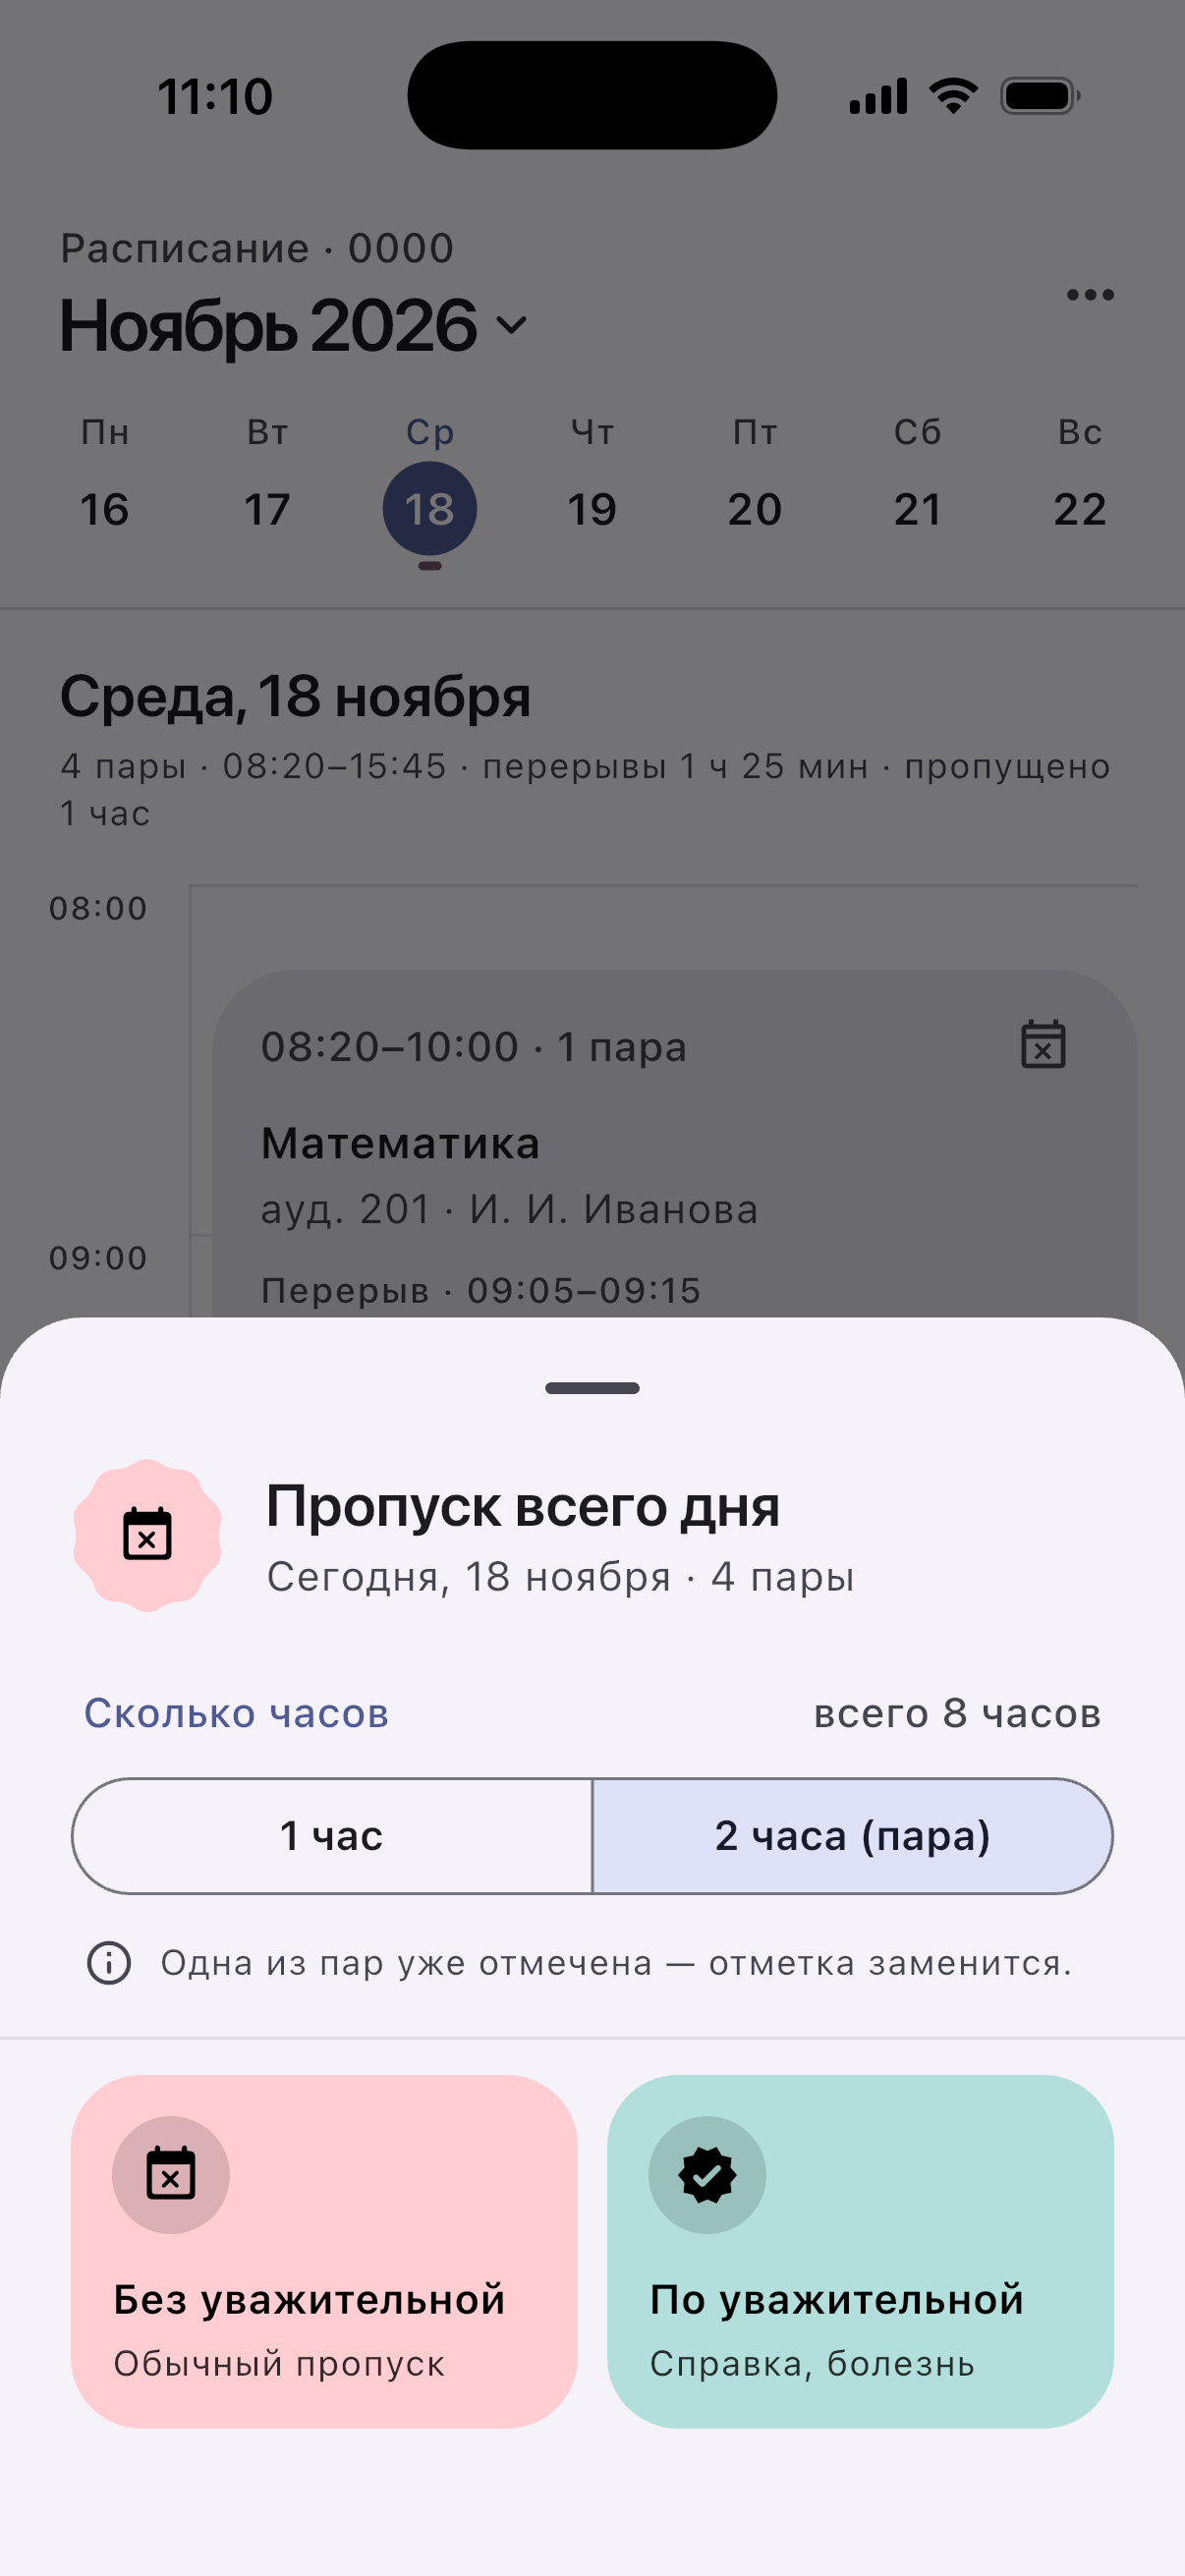 11:10
Расписание · 0000
Ноябрь 2026
Пн Вт Ср Чт Пт Сб Вс
16 17 18 19 20 21 22
Среда, 18 ноября
4 пары · 08:20–15:45 · перерывы 1 ч 25 мин · пропущено
1 час
08:00
08:20–10:00 · 1 пара
Математика
ауд. 201 · И. И. Иванова
09:00
Перерыв · 09:05–09:15
Пропуск всего дня
Сегодня, 18 ноября · 4 пары
Сколько часов всего 8 часов
1 час 2 часа (пара)
Одна из пар уже отмечена — отметка заменится.
Без уважительной По уважительной
Обычный пропуск Справка, болезнь